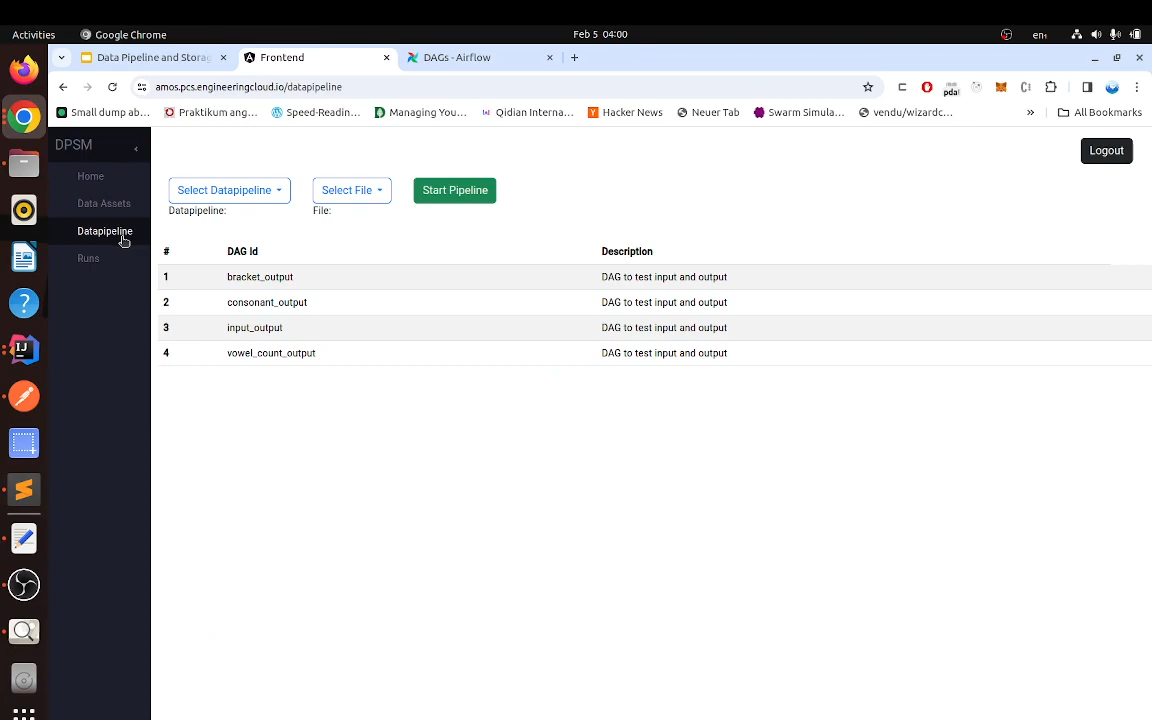 Activities Google Chrome Feb 5 04:00 en₁
Data Pipeline and Storag Frontend DAGs - Airflow
amos.pcs.engineeringcloud.io/datapipeline
Small dump ab... Praktikum ang... Speed-Readin... Managing You... Qidian Interna... Hacker News Neuer Tab Swarm Simula... vendu/wizardc... » All Bookmarks
DPSM
Logout
Home
Data Assets
Datapipeline
Runs
Select Datapipeline Select File Start Pipeline
Datapipeline: File:
# DAG Id Description
1 bracket_output DAG to test input and output
2 consonant_output DAG to test input and output
3 input_output DAG to test input and output
4 vowel_count_output DAG to test input and output